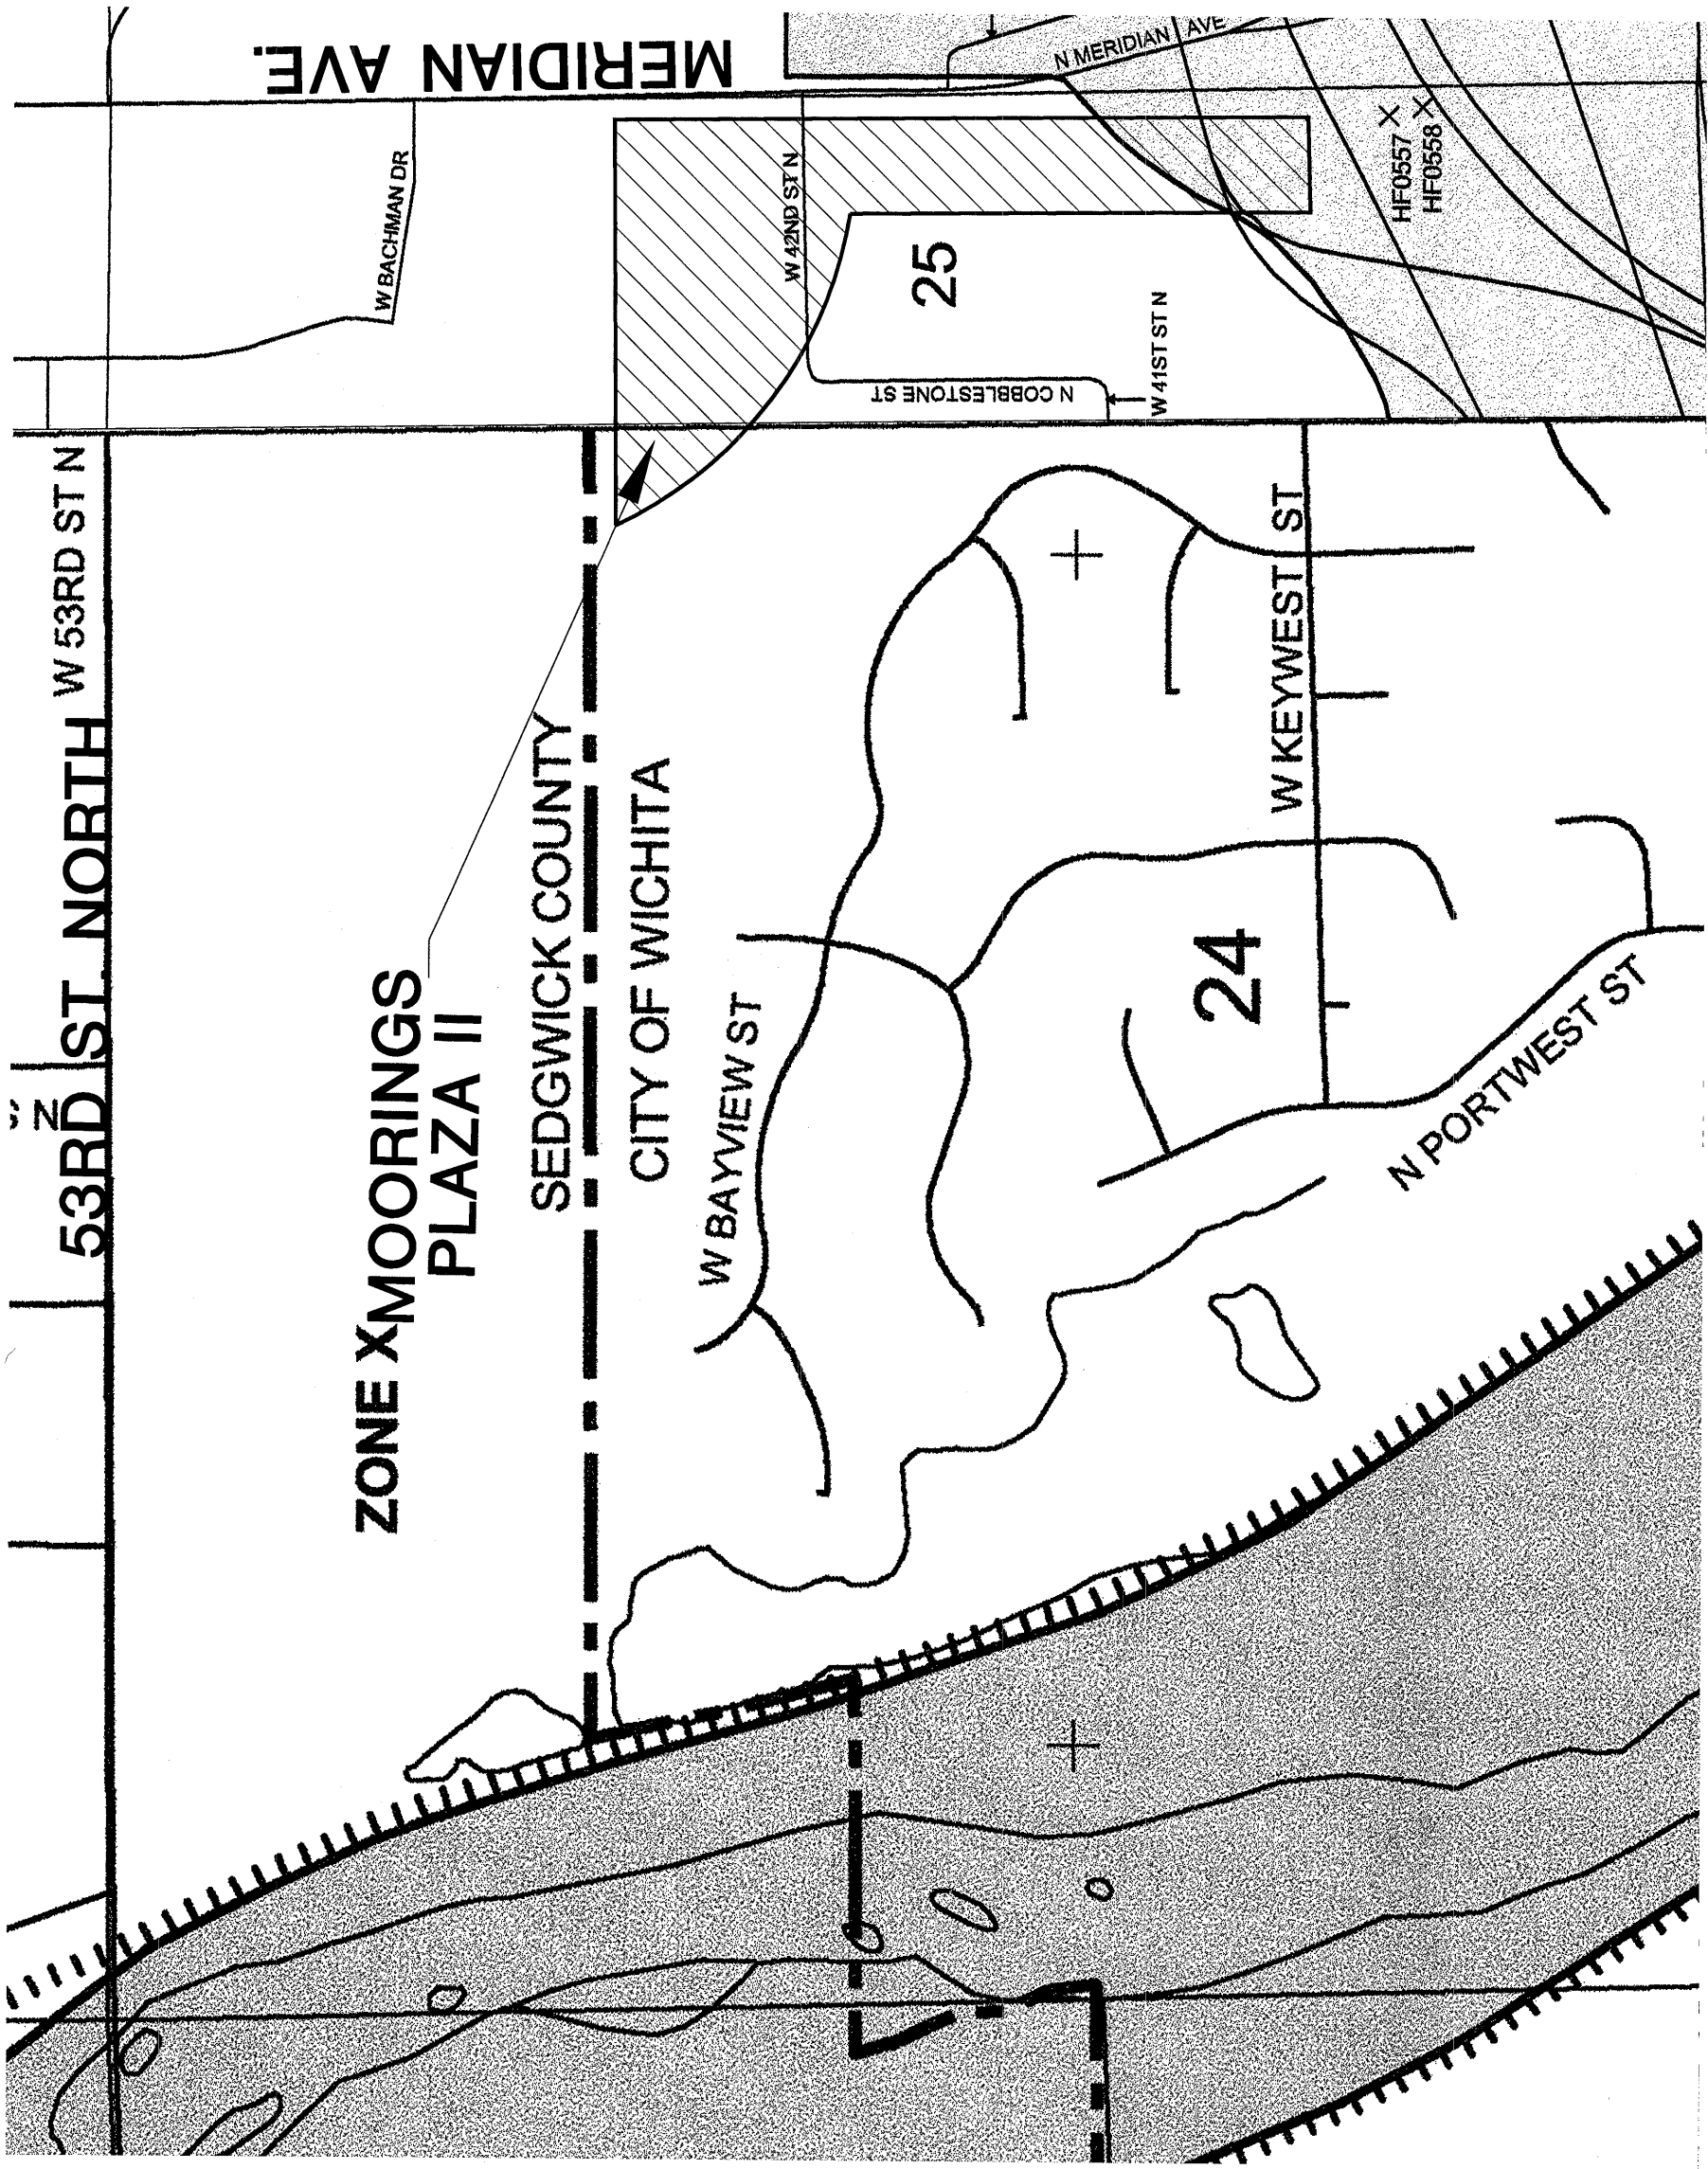 MERIDIAN AVE.
N MERIDIAN AVE
W BACHMAN DR
W 42ND ST N
25
HF0557
HF0558
N COBBLESTONE ST
W 41ST ST N
W 53RD ST N
53RD ST. NORTH
N
ZONE X
MOORINGS
PLAZA II
SEDGWICK COUNTY
CITY OF WICHITA
W BAYVIEW ST
W KEYWEST ST
24
N PORTWEST ST